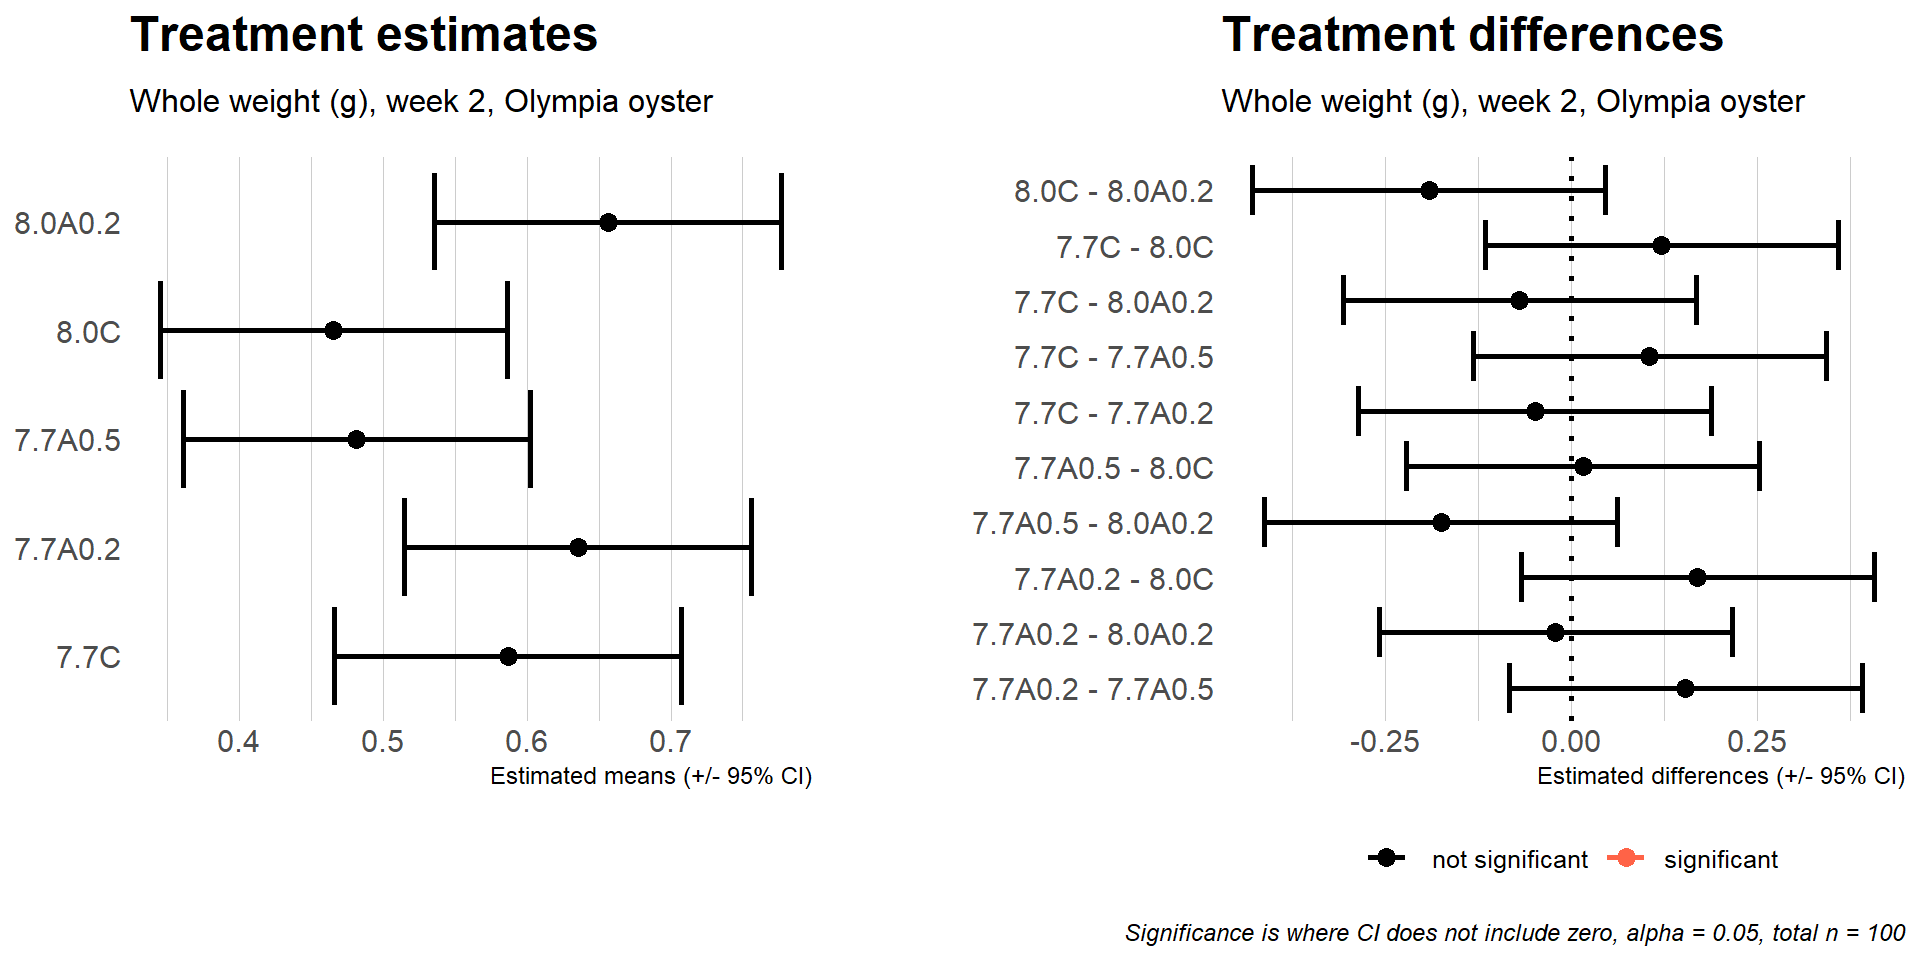 Treatment estimates
Whole weight (g), week 2, Olympia oyster
8.0A0.2
8.0C
7.7A0.5
7.7A0.2
7.7C
0.4 0.5 0.6 0.7
Estimated means (+/- 95% CI)
Treatment differences
Whole weight (g), week 2, Olympia oyster
8.0C - 8.0A0.2
7.7C - 8.0C
7.7C - 8.0A0.2
7.7C - 7.7A0.5
7.7C - 7.7A0.2
7.7A0.5 - 8.0C
7.7A0.5 - 8.0A0.2
7.7A0.2 - 8.0C
7.7A0.2 - 8.0A0.2
7.7A0.2 - 7.7A0.5
-0.25 0.00 0.25
Estimated differences (+/- 95% CI)
not significant significant
Significance is where CI does not include zero, alpha = 0.05, total n = 100